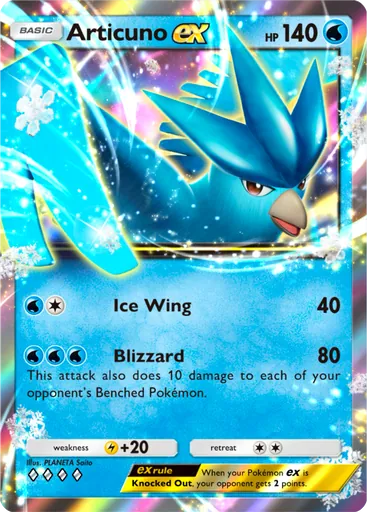 BASIC Articuno ex HP 140
Ice Wing 40
Blizzard 80
This attack also does 10 damage to each of your
opponent's Benched Pokémon.
weakness +20 retreat
Illus. PLANETA Saito
ex rule When your Pokémon ex is
Knocked Out, your opponent gets 2 points.